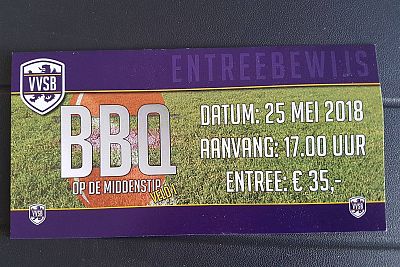 VVSB
ENTREEBEWIJS
BBQ
OP DE MIDDENSTIP
DATUM: 25 MEI 2018
AANVANG: 17.00 UUR
ENTREE: € 35,-
VVSB
VVSB